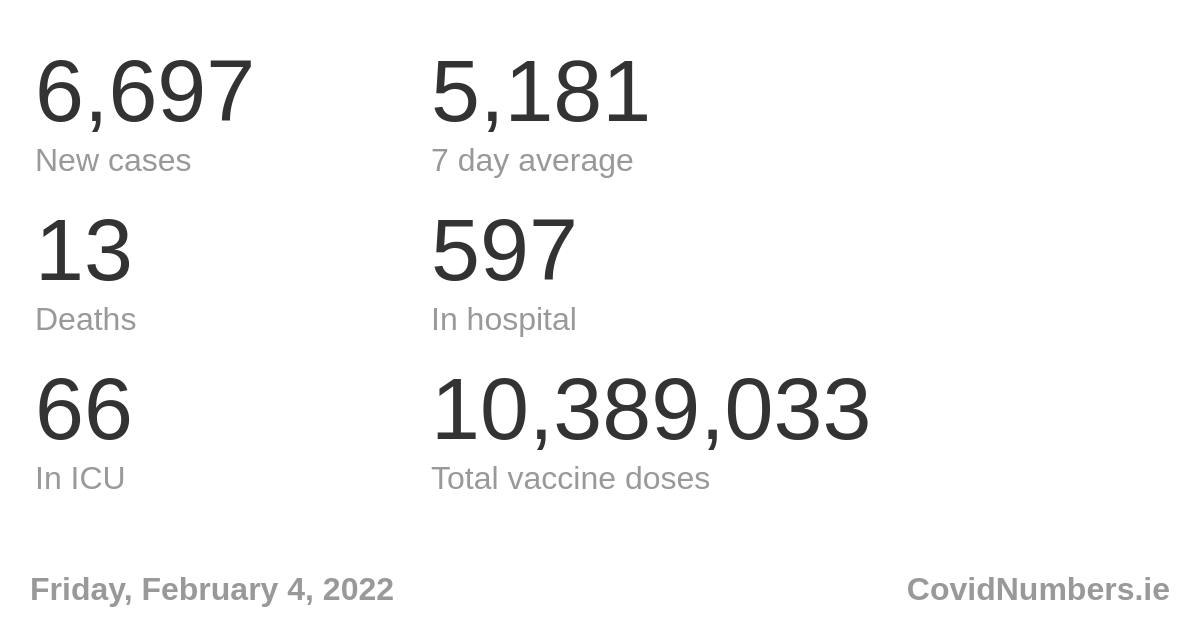 6,697 5,181
New cases 7 day average
13 597
Deaths In hospital
66 10,389,033
In ICU Total vaccine doses
Friday, February 4, 2022 CovidNumbers.ie